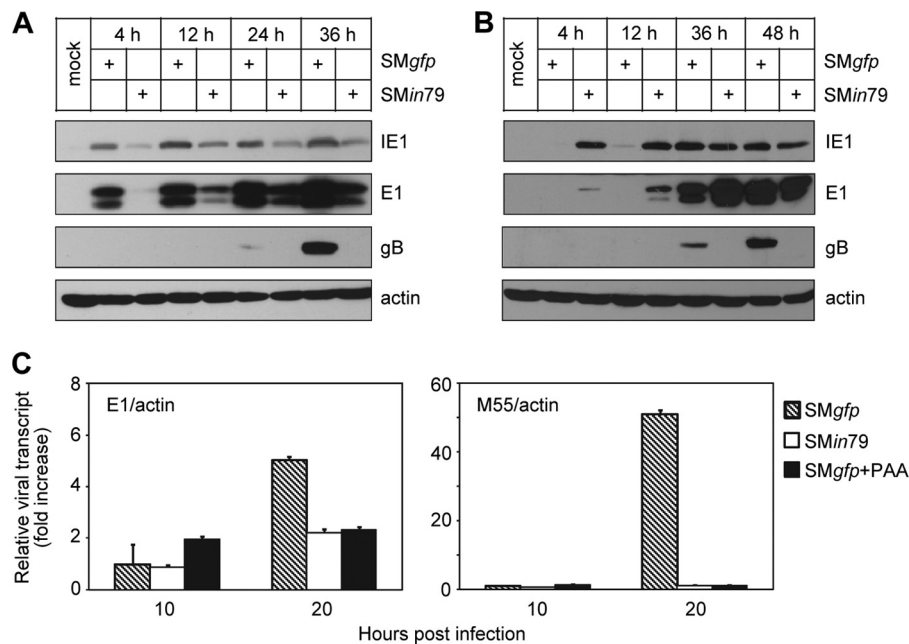 A
mock
4 h 12 h 24 h 36 h
+ + + + SMgfp
+ + + + SMin79
IE1
E1
gB
actin
B
mock
4 h 12 h 36 h 48 h
+ + + + SMgfp
+ + + + SMin79
IE1
E1
gB
actin
C
Relative viral transcript
(fold increase)
8
6
4
2
0
E1/actin
10 20
60
40
20
0
M55/actin
10 20
Hours post infection
SMgfp
SMin79
SMgfp+PAA